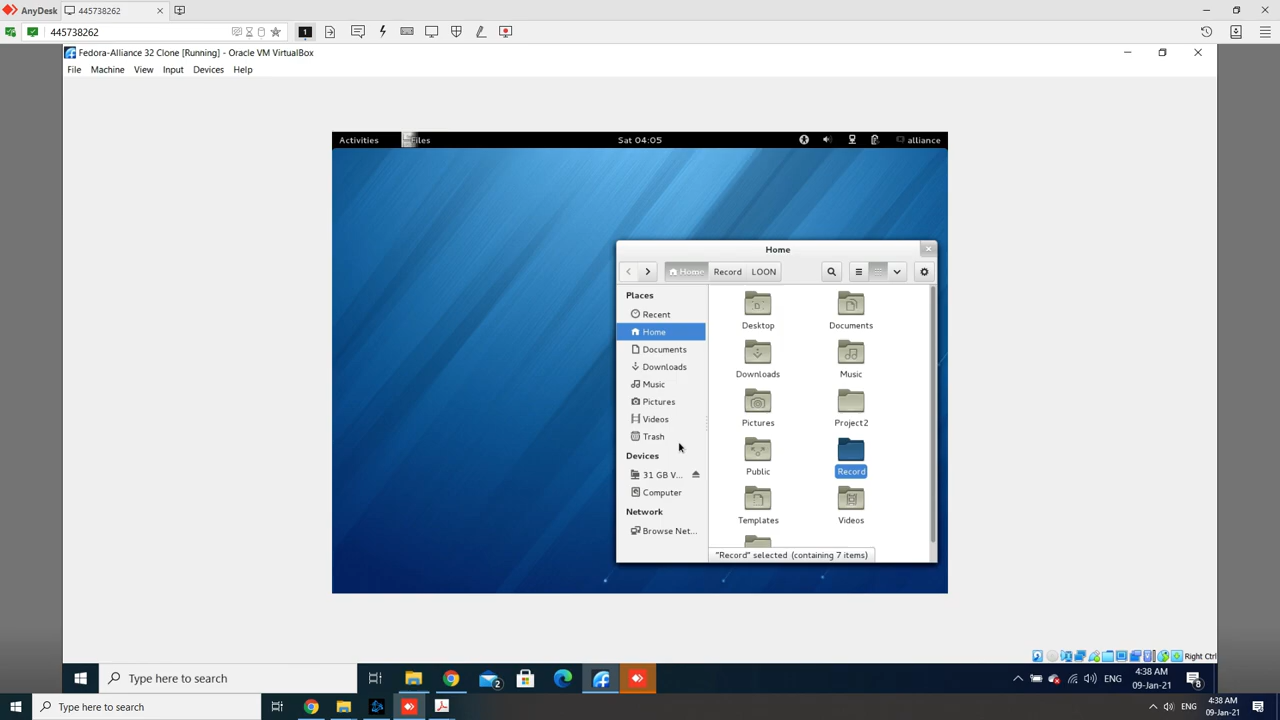 AnyDesk 445738262
445738262 1
Fedora-Alliance 32 Clone [Running] - Oracle VM VirtualBox
File Machine View Input Devices Help
Activities Files Sat 04:05 alliance
Home
Home Record LOON
Places
Recent
Home
Documents
Downloads
Music
Pictures
Videos
Trash
Devices
31 GB V...
Computer
Network
Browse Net...
Desktop Documents
Downloads Music
Pictures Project2
Public Record
Templates Videos
"Record" selected (containing 7 items)
Right Ctrl
Type here to search 2 ENG 4:38 AM
09-Jan-21
Type here to search ENG 4:38 AM
09-Jan-21